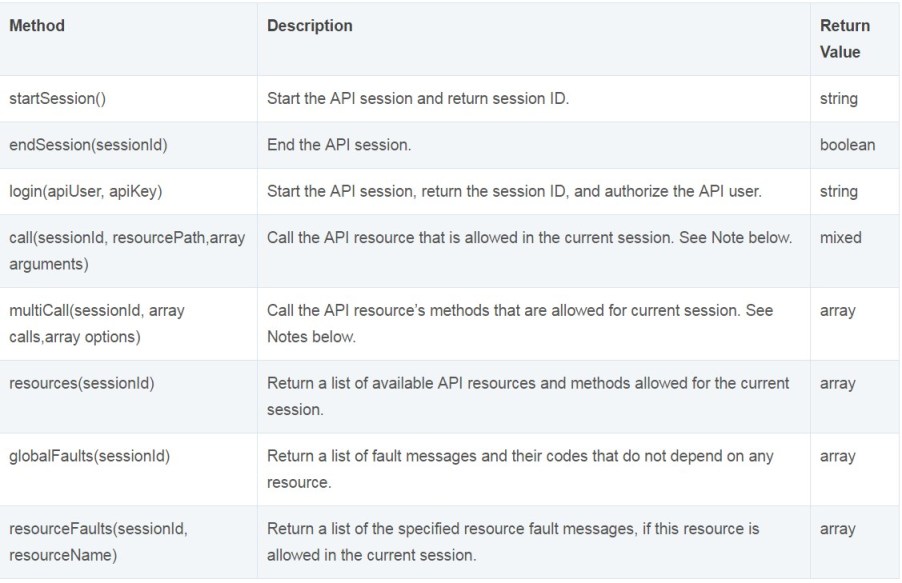 Method
Description
Return
Value
startSession()
Start the API session and return session ID.
string
endSession(sessionId)
End the API session.
boolean
login(apiUser, apiKey)
Start the API session, return the session ID, and authorize the API user.
string
call(sessionId, resourcePath,array
arguments)
Call the API resource that is allowed in the current session. See Note below.
mixed
multiCall(sessionId, array
calls,array options)
Call the API resource’s methods that are allowed for current session. See
Notes below.
array
resources(sessionId)
Return a list of available API resources and methods allowed for the current
session.
array
globalFaults(sessionId)
Return a list of fault messages and their codes that do not depend on any
resource.
array
resourceFaults(sessionId,
resourceName)
Return a list of the specified resource fault messages, if this resource is
allowed in the current session.
array